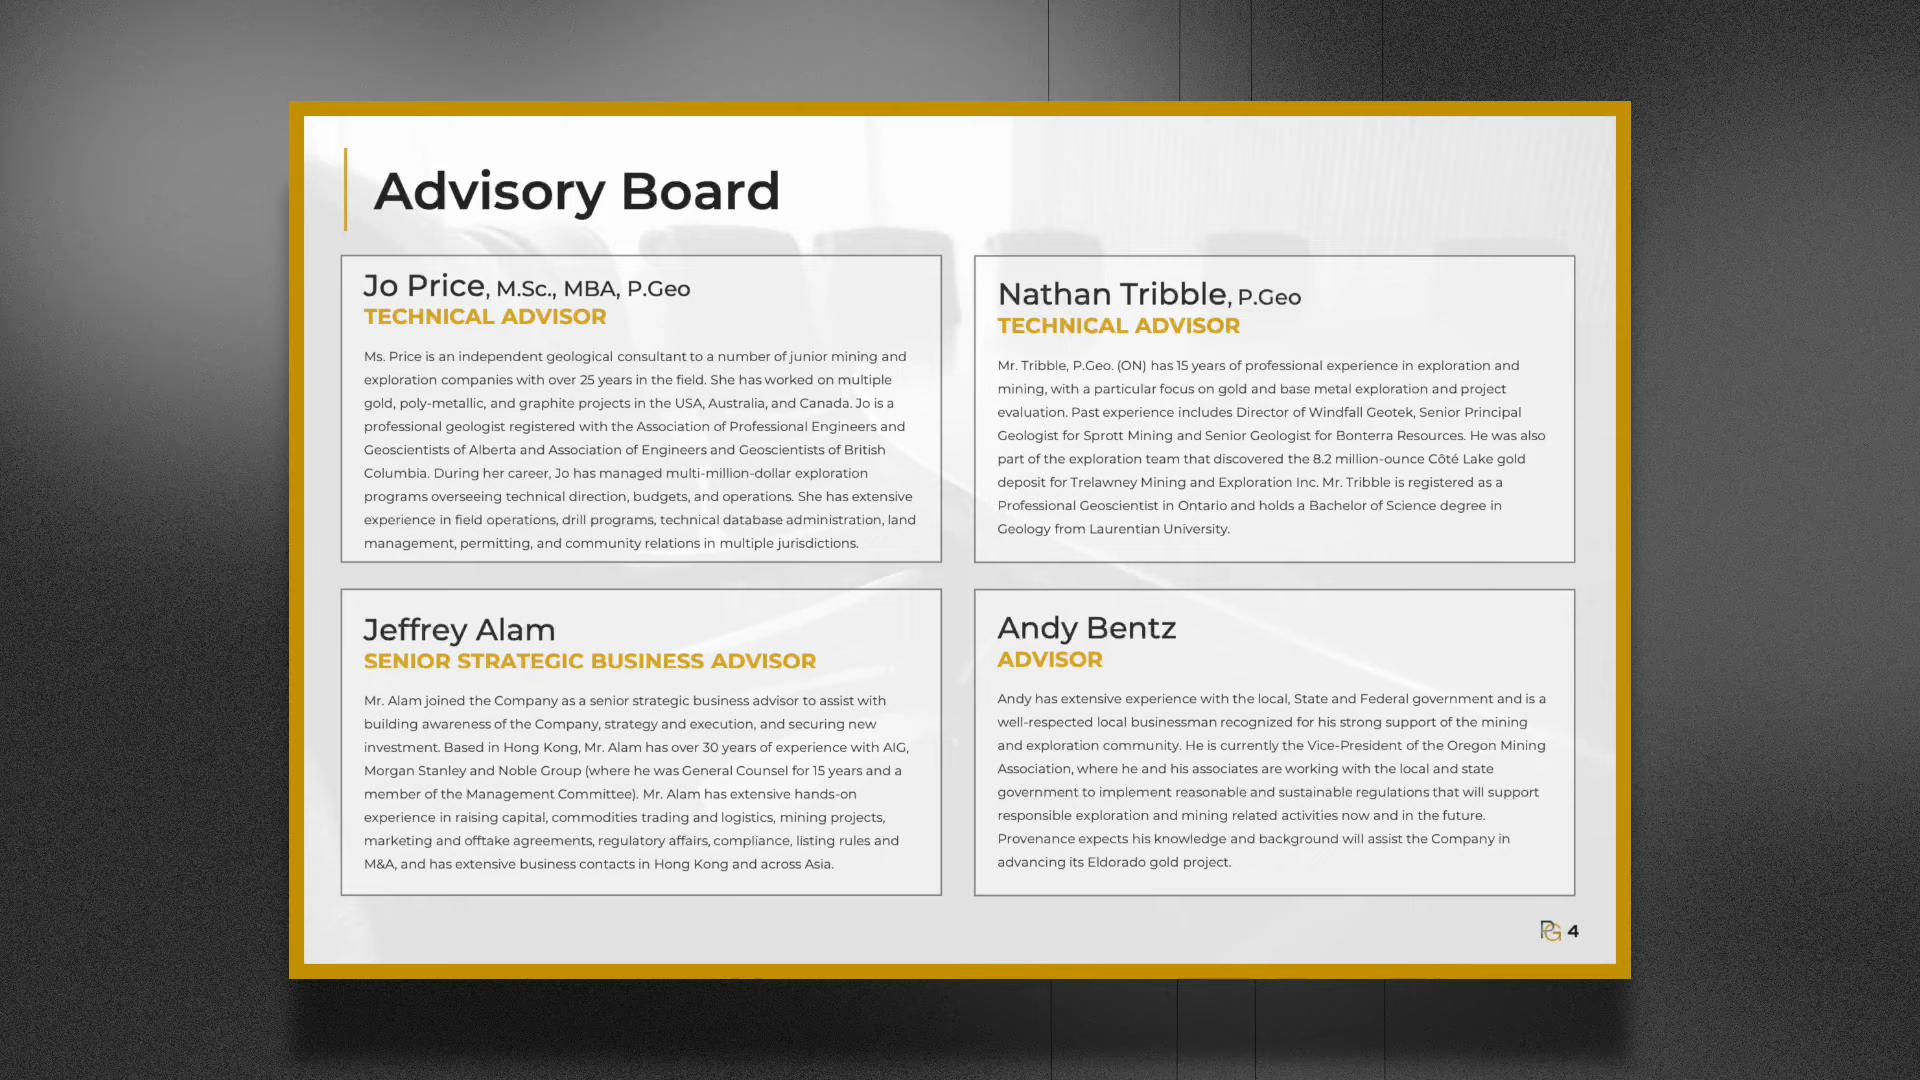 Advisory Board
Jo Price, M.Sc., MBA, P.Geo
TECHNICAL ADVISOR
Ms. Price is an independent geological consultant to a number of junior mining and
exploration companies with over 25 years in the field. She has worked on multiple
gold, poly-metallic, and graphite projects in the USA, Australia, and Canada. Jo is a
professional geologist registered with the Association of Professional Engineers and
Geoscientists of Alberta and Association of Engineers and Geoscientists of British
Columbia. During her career, Jo has managed multi-million-dollar exploration
programs overseeing technical direction, budgets, and operations. She has extensive
experience in field operations, drill programs, technical database administration, land
management, permitting, and community relations in multiple jurisdictions.
Nathan Tribble, P.Geo
TECHNICAL ADVISOR
Mr. Tribble, P.Geo. (ON) has 15 years of professional experience in exploration and
mining, with a particular focus on gold and base metal exploration and project
evaluation. Past experience includes Director of Windfall Geotek, Senior Principal
Geologist for Sprott Mining and Senior Geologist for Bonterra Resources. He was also
part of the exploration team that discovered the 8.2 million-ounce Côté Lake gold
deposit for Trelawney Mining and Exploration Inc. Mr. Tribble is registered as a
Professional Geoscientist in Ontario and holds a Bachelor of Science degree in
Geology from Laurentian University.
Jeffrey Alam
SENIOR STRATEGIC BUSINESS ADVISOR
Mr. Alam joined the Company as a senior strategic business advisor to assist with
building awareness of the Company, strategy and execution, and securing new
investment. Based in Hong Kong, Mr. Alam has over 30 years of experience with AIG,
Morgan Stanley and Noble Group (where he was General Counsel for 15 years and a
member of the Management Committee). Mr. Alam has extensive hands-on
experience in raising capital, commodities trading and logistics, mining projects,
marketing and offtake agreements, regulatory affairs, compliance, listing rules and
M&A, and has extensive business contacts in Hong Kong and across Asia.
Andy Bentz
ADVISOR
Andy has extensive experience with the local, State and Federal government and is a
well-respected local businessman recognized for his strong support of the mining
and exploration community. He is currently the Vice-President of the Oregon Mining
Association, where he and his associates are working with the local and state
government to implement reasonable and sustainable regulations that will support
responsible exploration and mining related activities now and in the future.
Provenance expects his knowledge and background will assist the Company in
advancing its Eldorado gold project.
PG 4